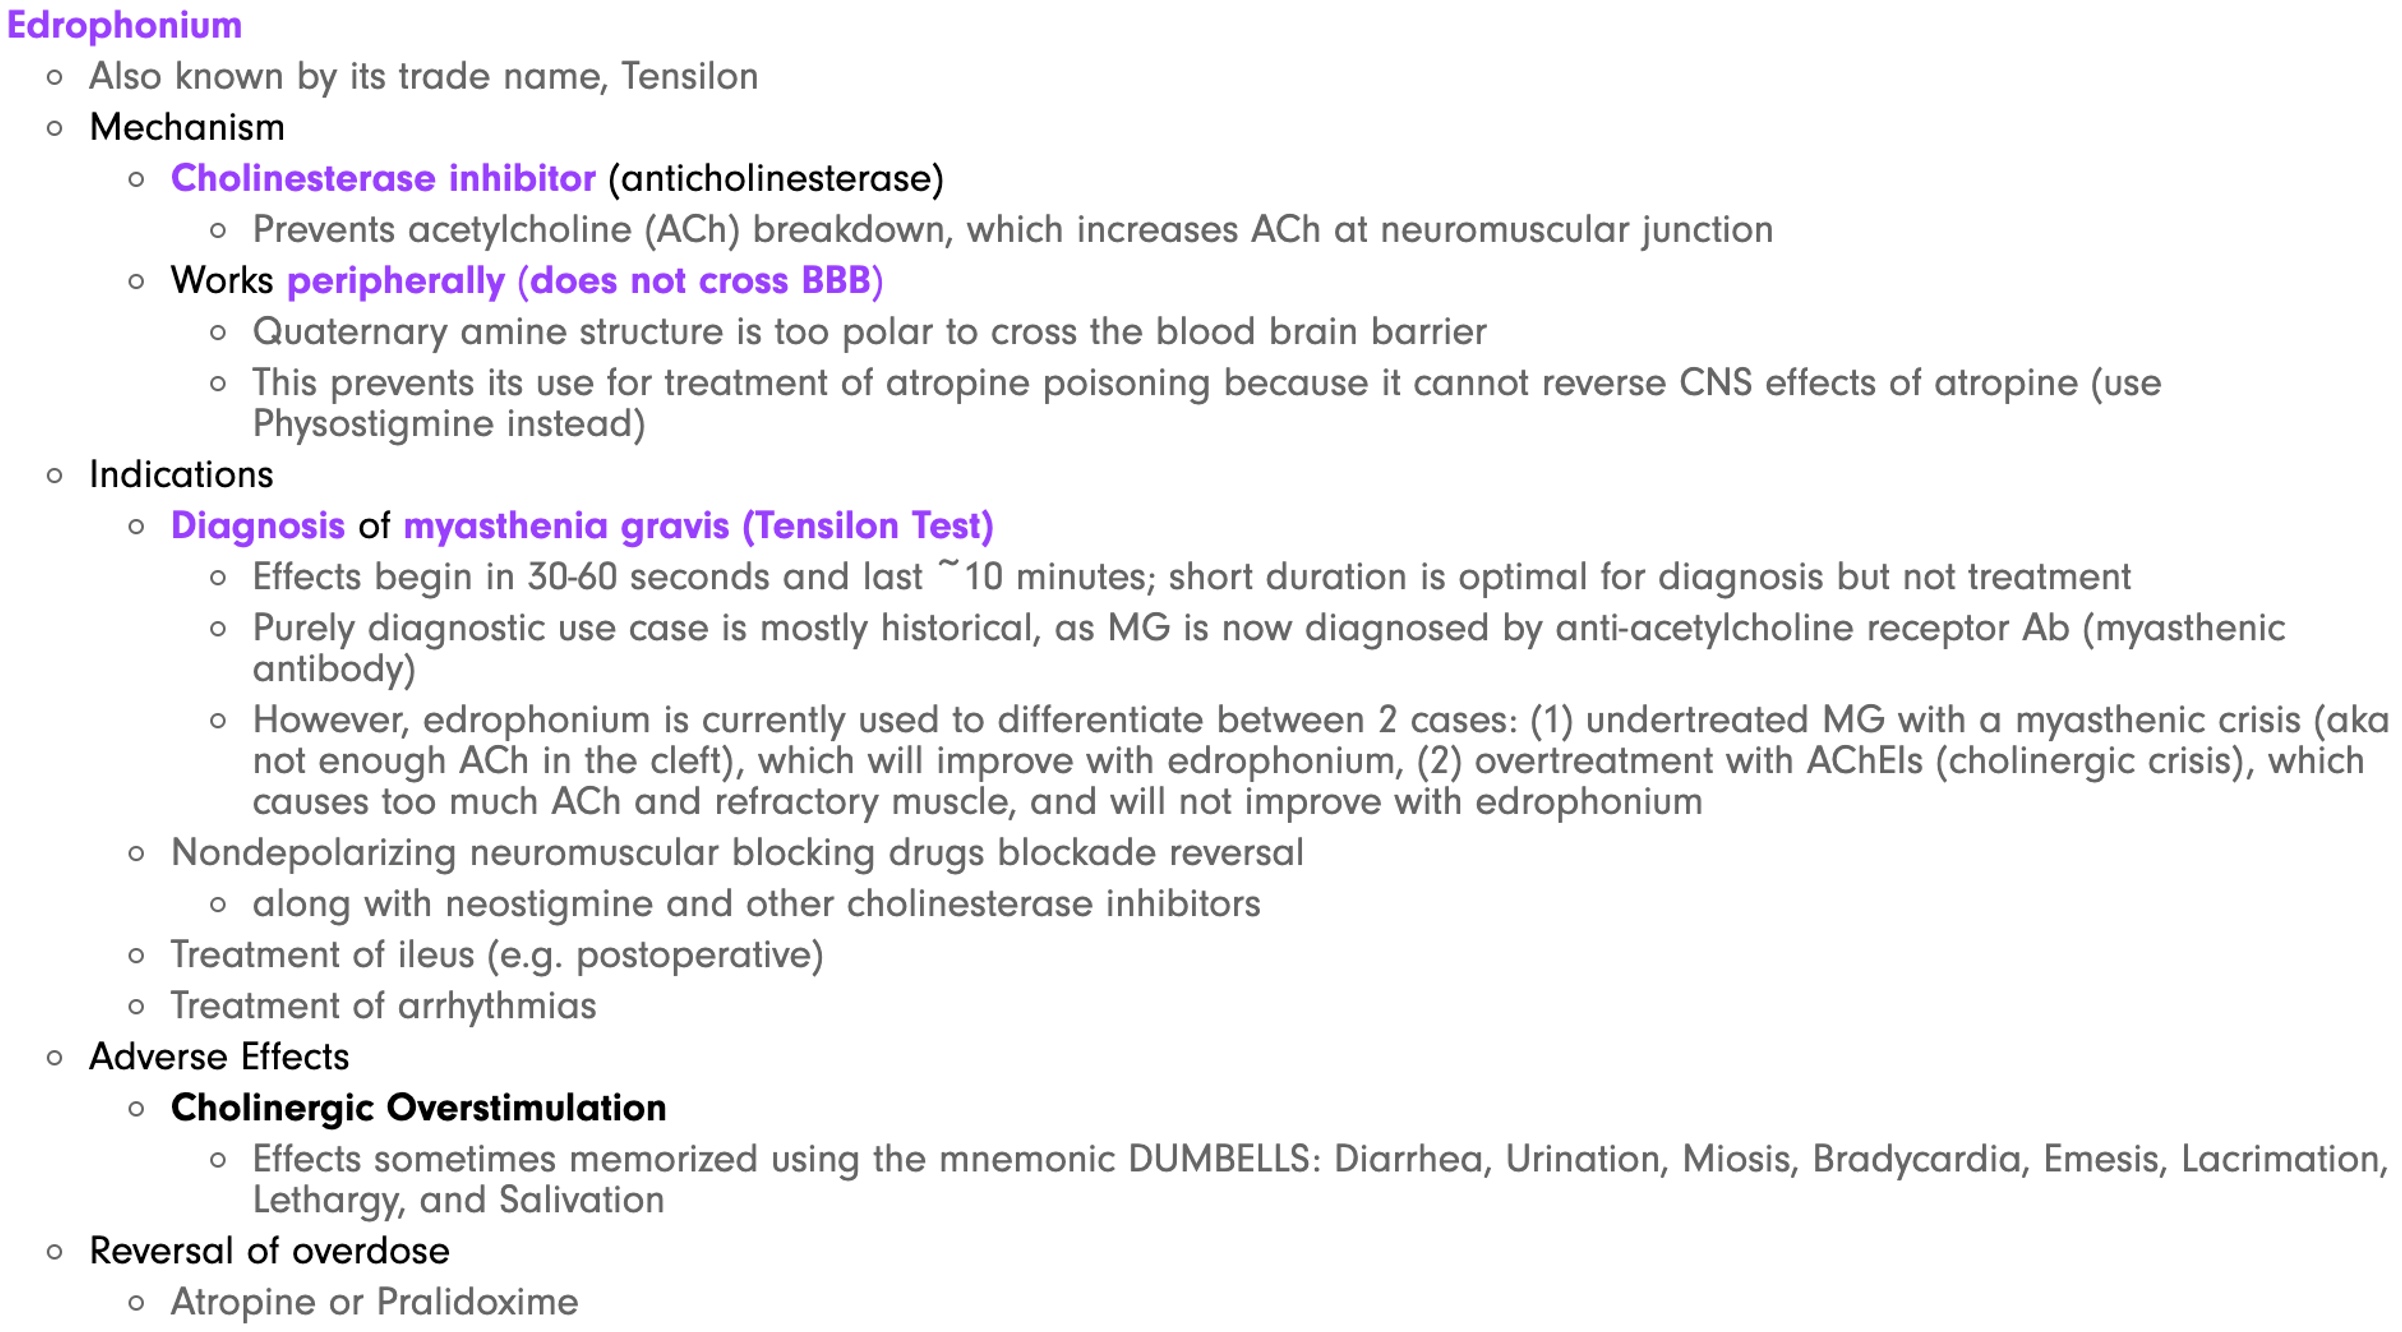 Edrophonium
Also known by its trade name, Tensilon
Mechanism
Cholinesterase inhibitor (anticholinesterase)
Prevents acetylcholine (ACh) breakdown, which increases ACh at neuromuscular junction
Works peripherally (does not cross BBB)
Quaternary amine structure is too polar to cross the blood brain barrier
This prevents its use for treatment of atropine poisoning because it cannot reverse CNS effects of atropine (use
Physostigmine instead)
Indications
Diagnosis of myasthenia gravis (Tensilon Test)
Effects begin in 30-60 seconds and last ~10 minutes; short duration is optimal for diagnosis but not treatment
Purely diagnostic use case is mostly historical, as MG is now diagnosed by anti-acetylcholine receptor Ab (myasthenic
antibody)
However, edrophonium is currently used to differentiate between 2 cases: (1) undertreated MG with a myasthenic crisis (aka
not enough ACh in the cleft), which will improve with edrophonium, (2) overtreatment with AChEIs (cholinergic crisis), which
causes too much ACh and refractory muscle, and will not improve with edrophonium
Nondepolarizing neuromuscular blocking drugs blockade reversal
along with neostigmine and other cholinesterase inhibitors
Treatment of ileus (e.g. postoperative)
Treatment of arrhythmias
Adverse Effects
Cholinergic Overstimulation
Effects sometimes memorized using the mnemonic DUMBELLS: Diarrhea, Urination, Miosis, Bradycardia, Emesis, Lacrimation,
Lethargy, and Salivation
Reversal of overdose
Atropine or Pralidoxime